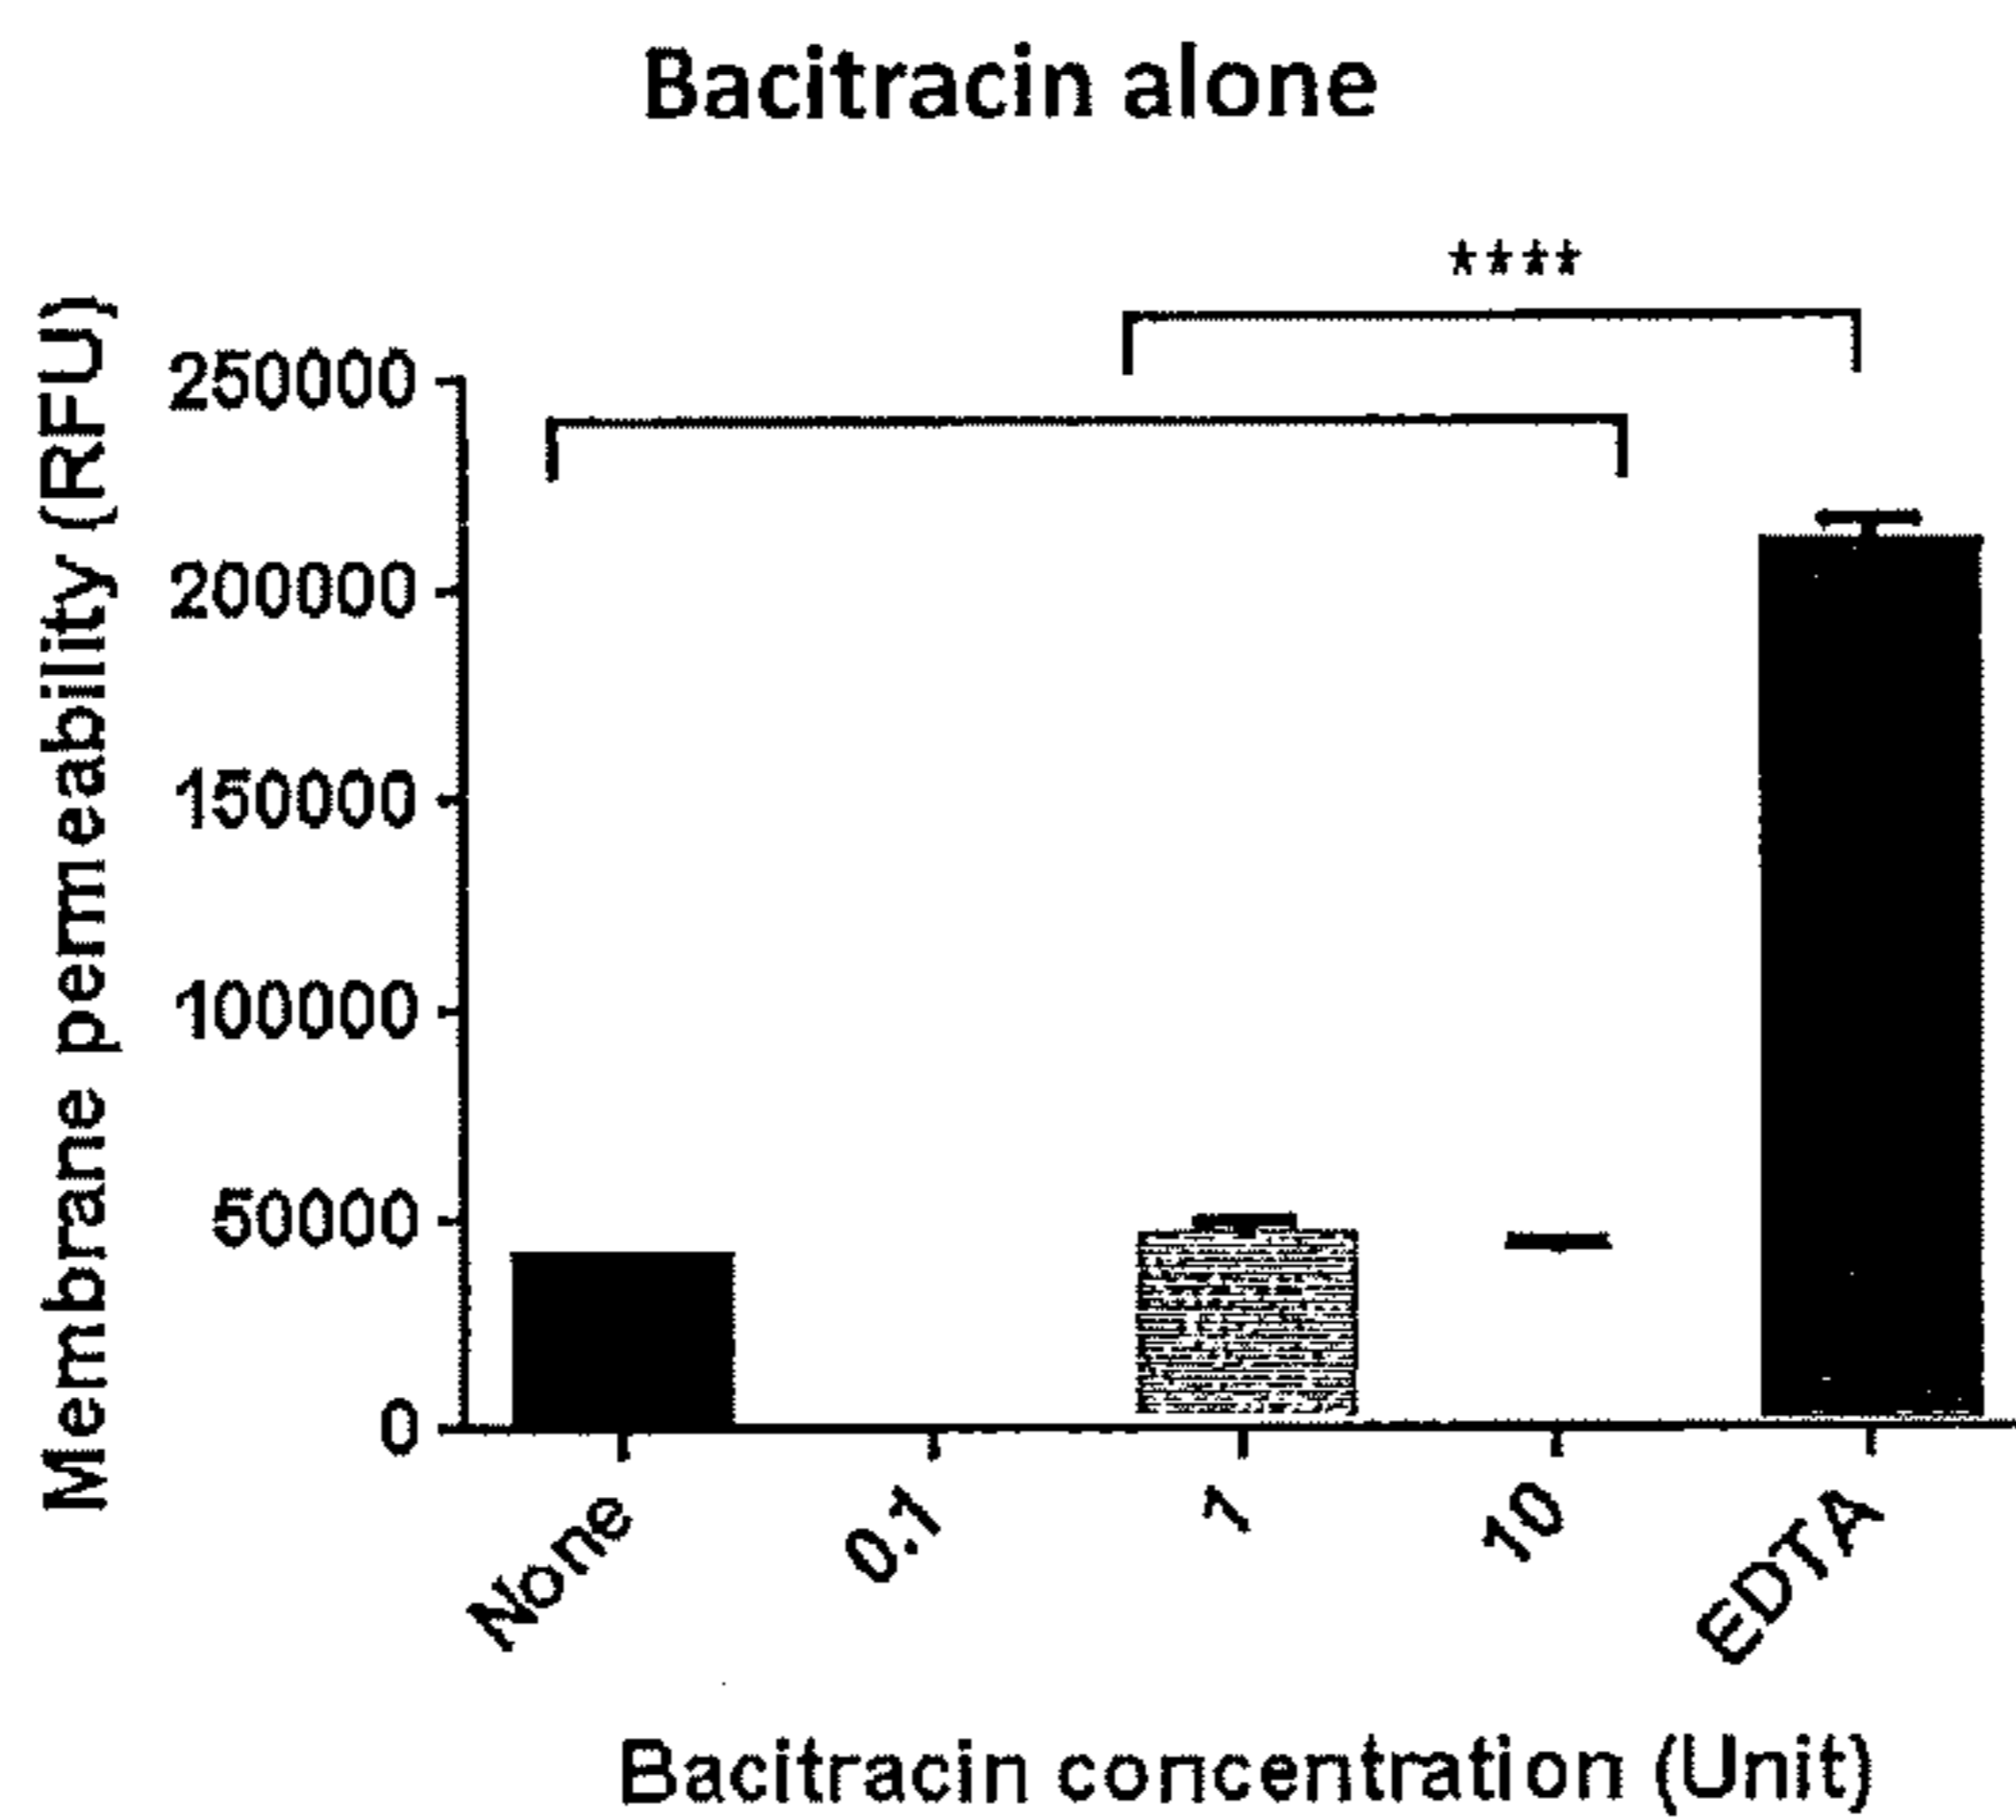 Bacitracin alone
****
Membrane permeability (RFU)
250000
200000
150000
100000
50000
0
None
0.1
1
10
EDTA
Bacitracin concentration (Unit)